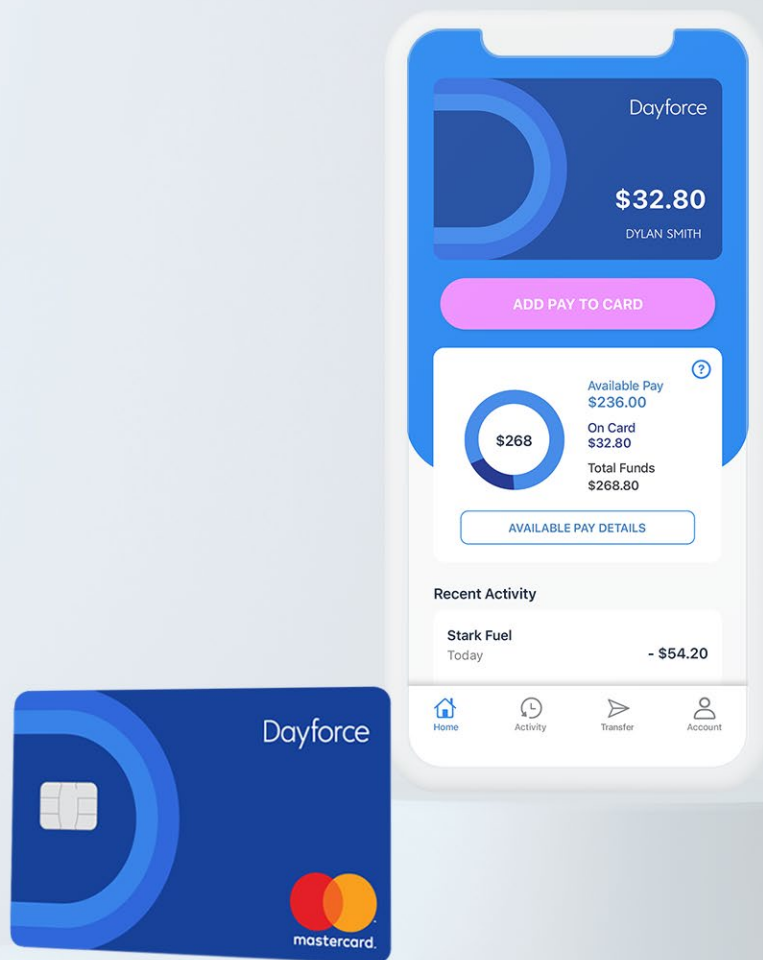 Dayforce
$32.80
DYLAN SMITH
ADD PAY TO CARD
?
$268
Available Pay
$236.00
On Card
$32.80
Total Funds
$268.80
AVAILABLE PAY DETAILS
Recent Activity
Stark Fuel
Today
- $54.20
Home Activity Transfer Account
Dayforce
mastercard.